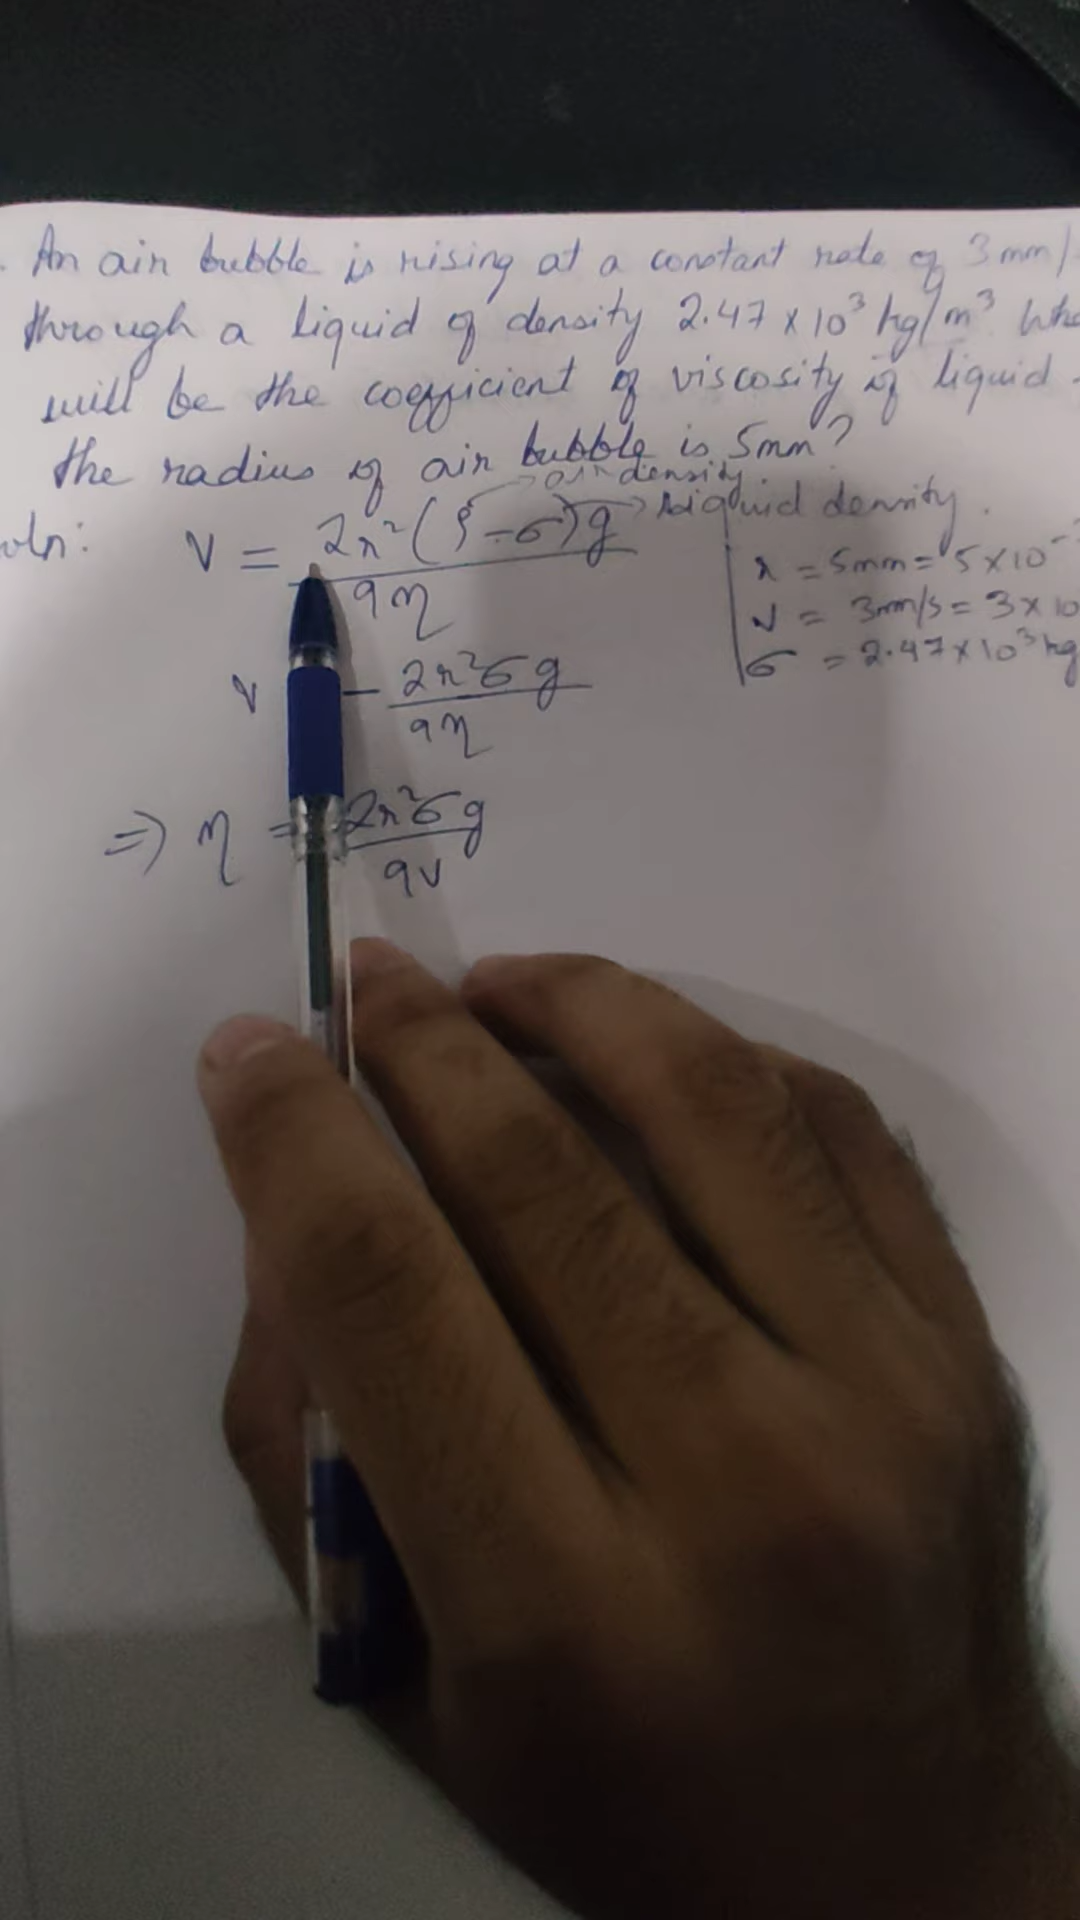 An air bubble is rising at a constant rate of 3 mm/
through a liquid of density 2.47 × 10³ kg/m³
will be the coefficient of viscosity of liquid
the radius of air bubble is 5mm?
air density
Liquid density.
V = 2r²(ρ-σ)g / 9η
r = 5mm = 5 × 10⁻
v = 3mm/s = 3 × 10
σ = 2.47 × 10³ kg
v - 2r²σg / 9η
⇒ η = 2r²σg / 9v